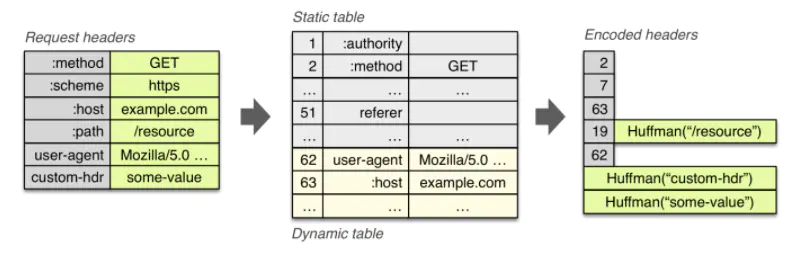 Request headers
:method GET
:scheme https
:host example.com
:path /resource
user-agent Mozilla/5.0 ...
custom-hdr some-value
Static table
1 :authority
2 :method GET
... ... ...
51 referer
... ... ...
62 user-agent Mozilla/5.0 ...
63 :host example.com
... ... ...
Dynamic table
Encoded headers
2
7
63
19 Huffman("/resource")
62
Huffman("custom-hdr")
Huffman("some-value")